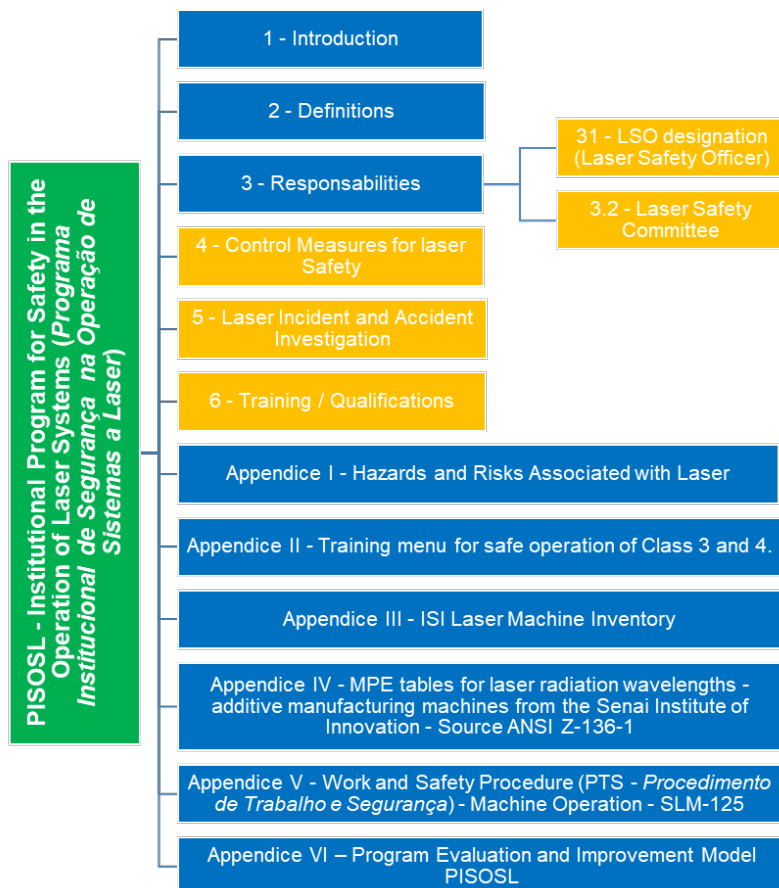 PISOSL - Institutional Program for Safety in the
Operation of Laser Systems (Programa
Institucional de Segurança na Operação de
Sistemas a Laser)
1 - Introduction
2 - Definitions
3 - Responsabilities
31 - LSO designation
(Laser Safety Officer)
3.2 - Laser Safety
Committee
4 - Control Measures for laser
Safety
5 - Laser Incident and Accident
Investigation
6 - Training / Qualifications
Appendice I - Hazards and Risks Associated with Laser
Appendice II - Training menu for safe operation of Class 3 and 4.
Appendice III - ISI Laser Machine Inventory
Appendice IV - MPE tables for laser radiation wavelengths -
additive manufacturing machines from the Senai Institute of
Innovation - Source ANSI Z-136-1
Appendice V - Work and Safety Procedure (PTS - Procedimento
de Trabalho e Segurança) - Machine Operation - SLM-125
Appendice VI – Program Evaluation and Improvement Model
PISOSL